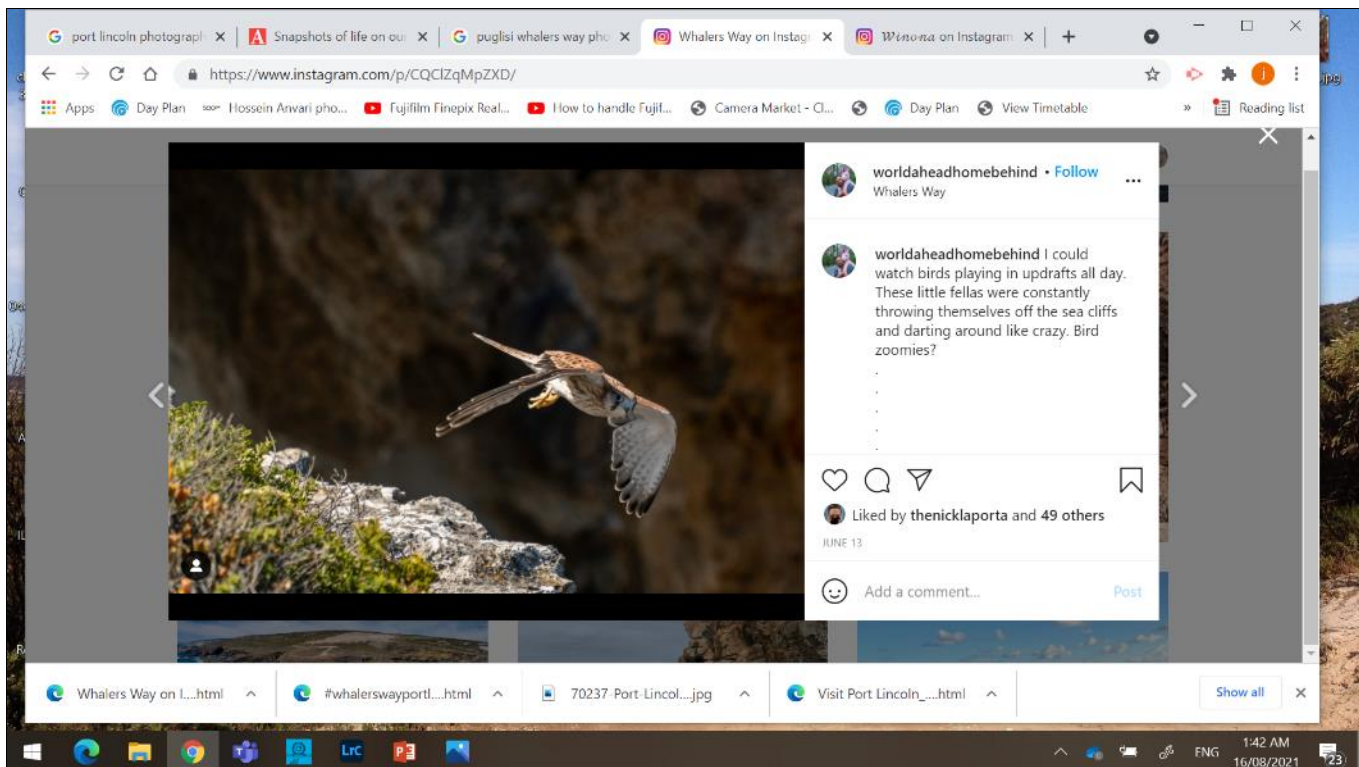 port lincoln photograph
Snapshots of life on our
puglisi whalers way pho
Whalers Way on Instag
Winona on Instagram
https://www.instagram.com/p/CQClZqMpZXD/
j
Apps Day Plan Hossein Anvari pho... Fujifilm Finepix Real... How to handle Fujif... Camera Market - Cl... Day Plan View Timetable » Reading list
worldaheadhomebehind • Follow
Whalers Way
worldaheadhomebehind I could
watch birds playing in updrafts all day.
These little fellas were constantly
throwing themselves off the sea cliffs
and darting around like crazy. Bird
zoomies?
.
.
.
.
.
Liked by thenicklaporta and 49 others
JUNE 13
Add a comment... Post
Whalers Way on I....html
#whalerswayportl....html
70237-Port-Lincol....jpg
Visit Port Lincoln_....html
Show all
LrC
ENG
1:42 AM
16/08/2021
23